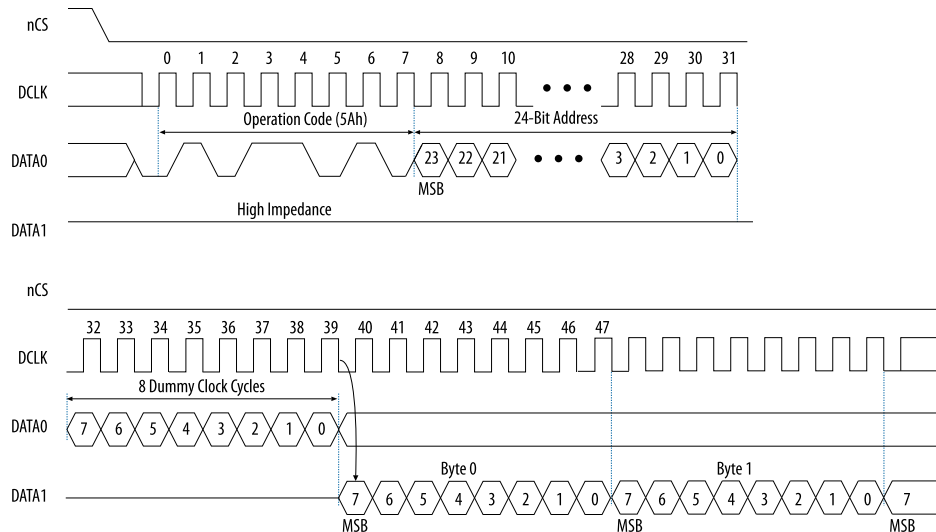 nCS
0 1 2 3 4 5 6 7 8 9 10 28 29 30 31
DCLK
Operation Code (5Ah) 24-Bit Address
DATA0 23 22 21 3 2 1 0
MSB
High Impedance
DATA1
nCS
32 33 34 35 36 37 38 39 40 41 42 43 44 45 46 47
DCLK
8 Dummy Clock Cycles
DATA0 7 6 5 4 3 2 1 0
Byte 0 Byte 1
DATA1 7 6 5 4 3 2 1 0 7 6 5 4 3 2 1 0 7
MSB MSB MSB